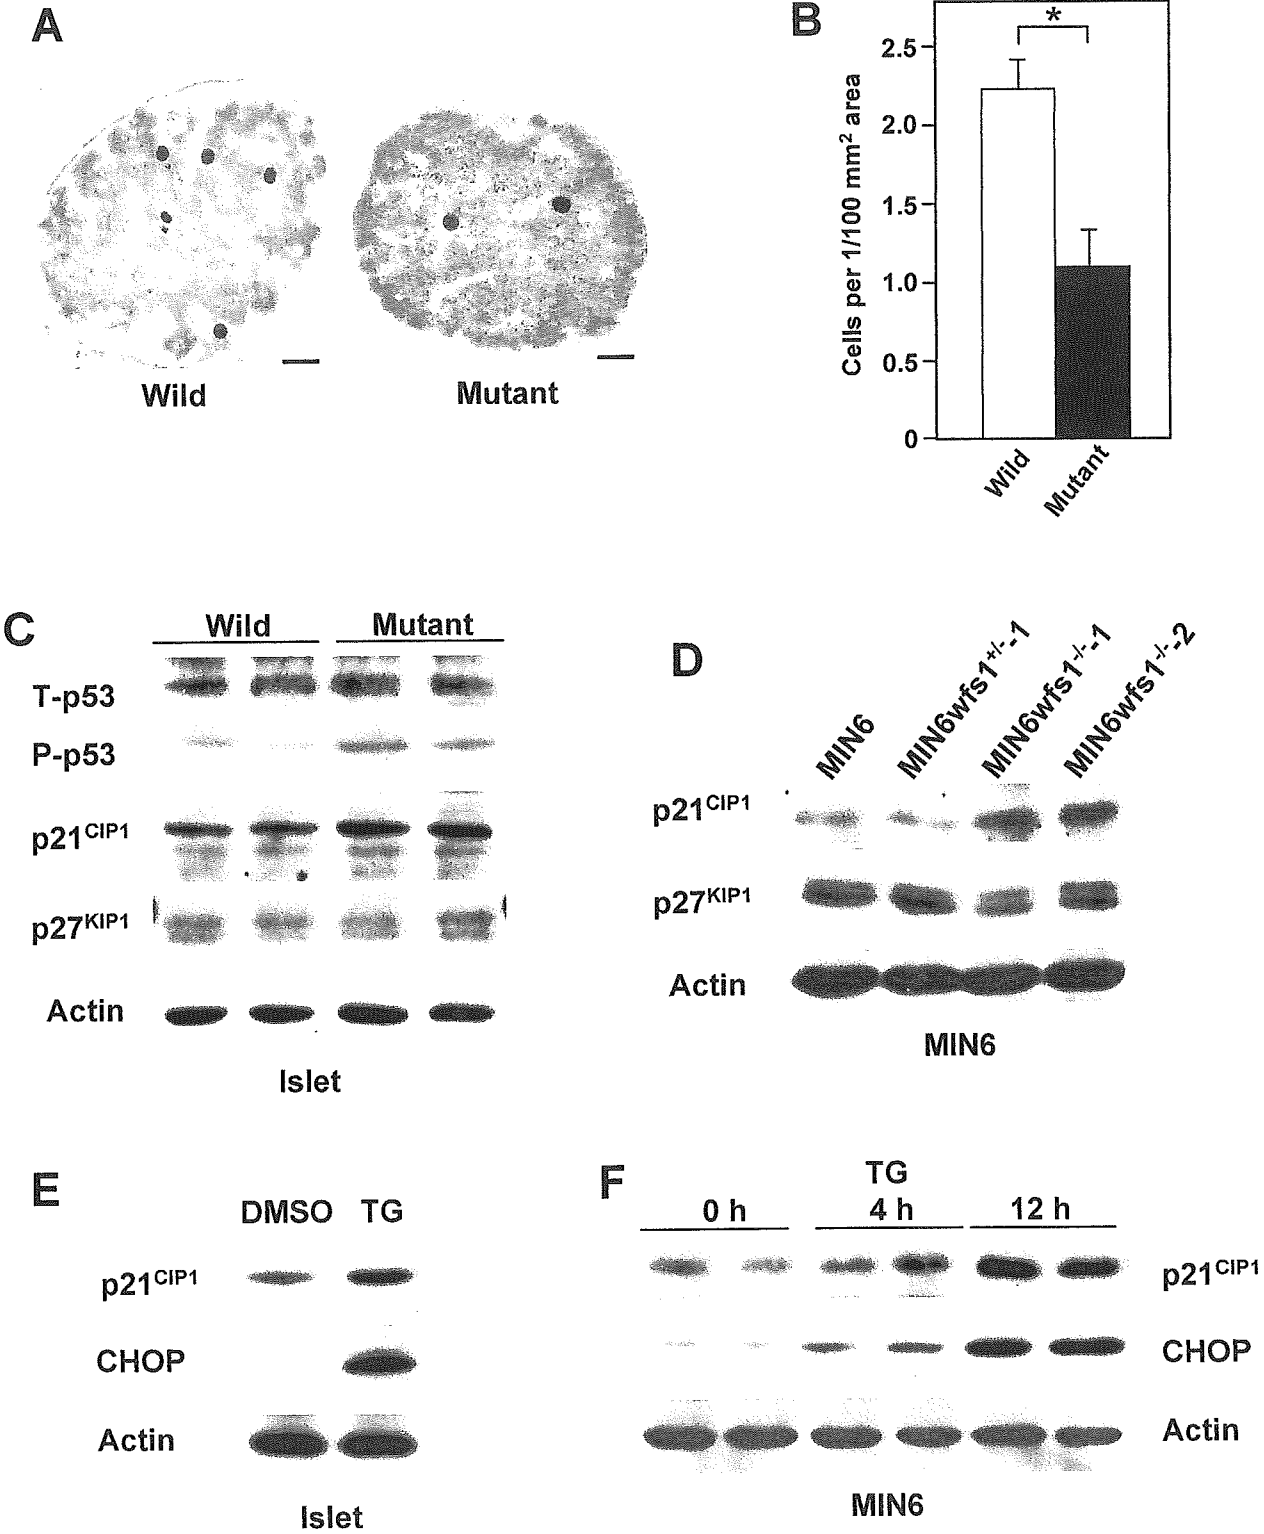 A
Wild
Mutant
B
Cells per 1/100 mm² area
2.5
2.0
1.5
1.0
0.5
0
*
Wild
Mutant
C
Wild Mutant
T-p53
P-p53
p21CIP1
p27KIP1
Actin
Islet
D
MIN6
MIN6wfs1+/--1
MIN6wfs1-/--1
MIN6wfs1-/--2
p21CIP1
p27KIP1
Actin
MIN6
E
DMSO TG
p21CIP1
CHOP
Actin
Islet
F
TG
0 h 4 h 12 h
p21CIP1
CHOP
Actin
MIN6